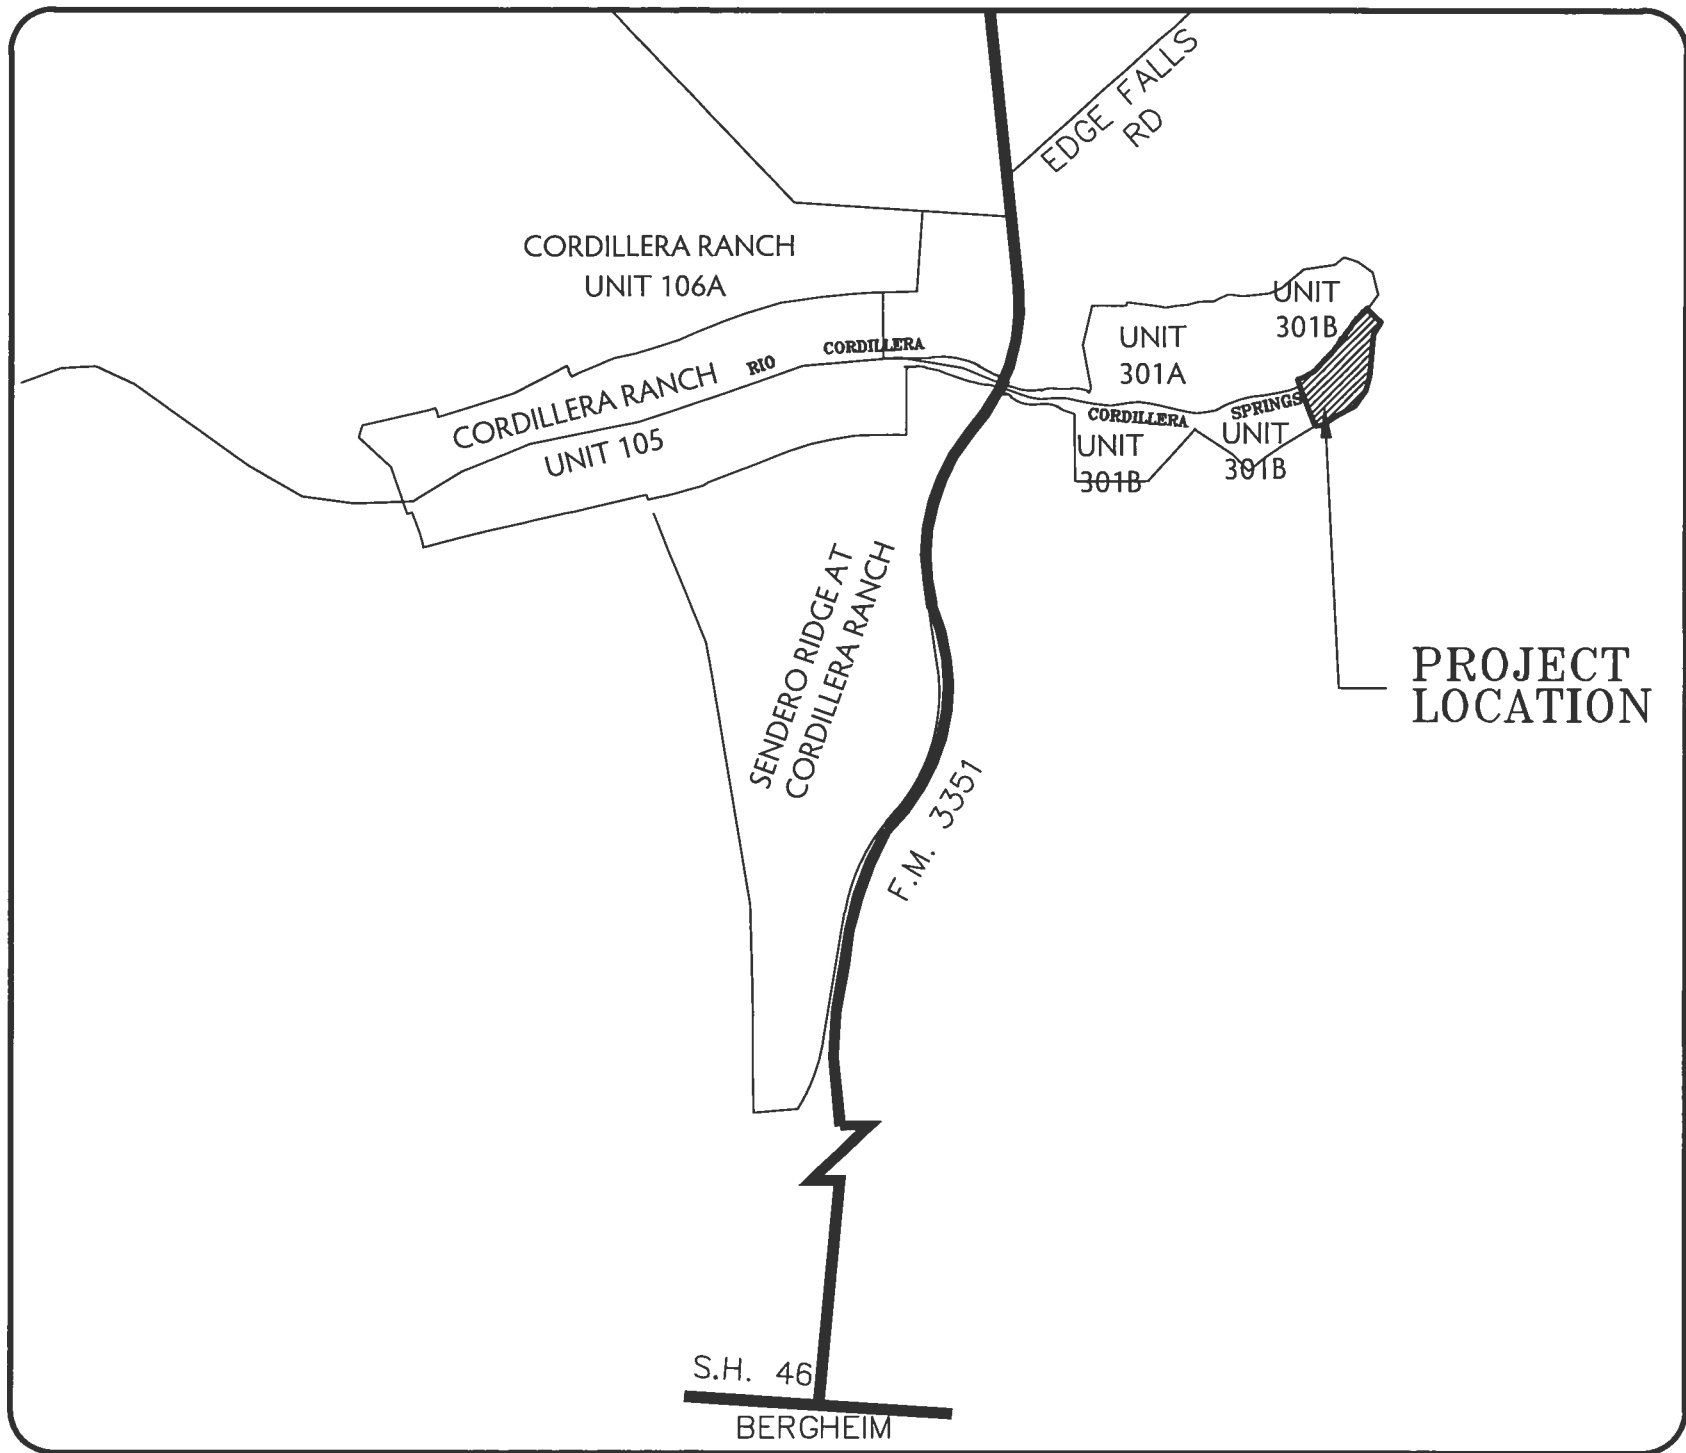 EDGE FALLS
RD
CORDILLERA RANCH
UNIT 106A
UNIT
301B
UNIT
301A
RIO CORDILLERA
CORDILLERA RANCH
UNIT 105
CORDILLERA SPRINGS
UNIT
301B
UNIT
301B
SENDERO RIDGE AT
CORDILLERA RANCH
PROJECT
LOCATION
F.M. 3351
S.H. 46
BERGHEIM